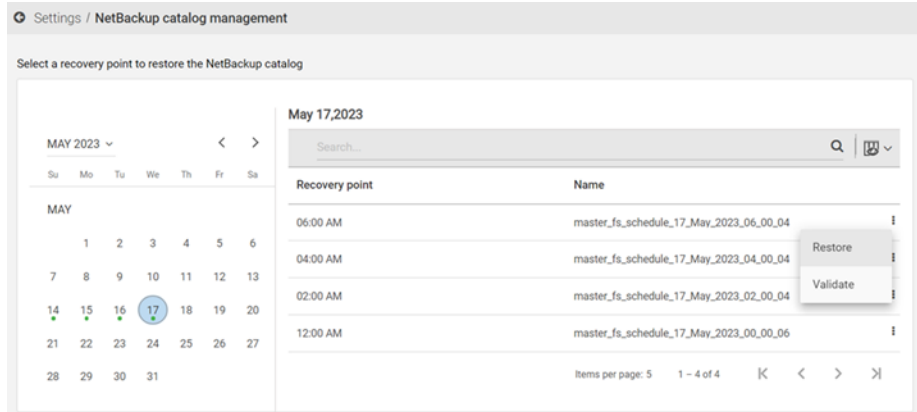 Settings / NetBackup catalog management
Select a recovery point to restore the NetBackup catalog
MAY 2023
Su Mo Tu We Th Fr Sa
MAY
1 2 3 4 5 6
7 8 9 10 11 12 13
14 15 16 17 18 19 20
21 22 23 24 25 26 27
28 29 30 31
May 17,2023
Search...
Recovery point Name
06:00 AM master_fs_schedule_17_May_2023_06_00_04
04:00 AM master_fs_schedule_17_May_2023_04_00_04
02:00 AM master_fs_schedule_17_May_2023_02_00_04
12:00 AM master_fs_schedule_17_May_2023_00_00_06
Restore
Validate
Items per page: 5 1 – 4 of 4